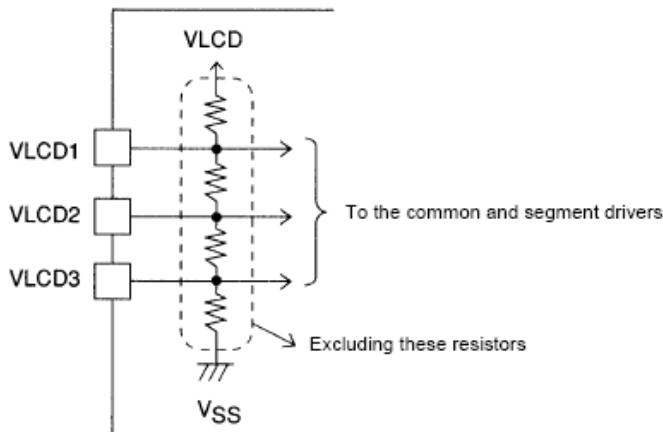 VLCD
VLCD1
VLCD2
To the common and segment drivers
VLCD3
Excluding these resistors
VSS